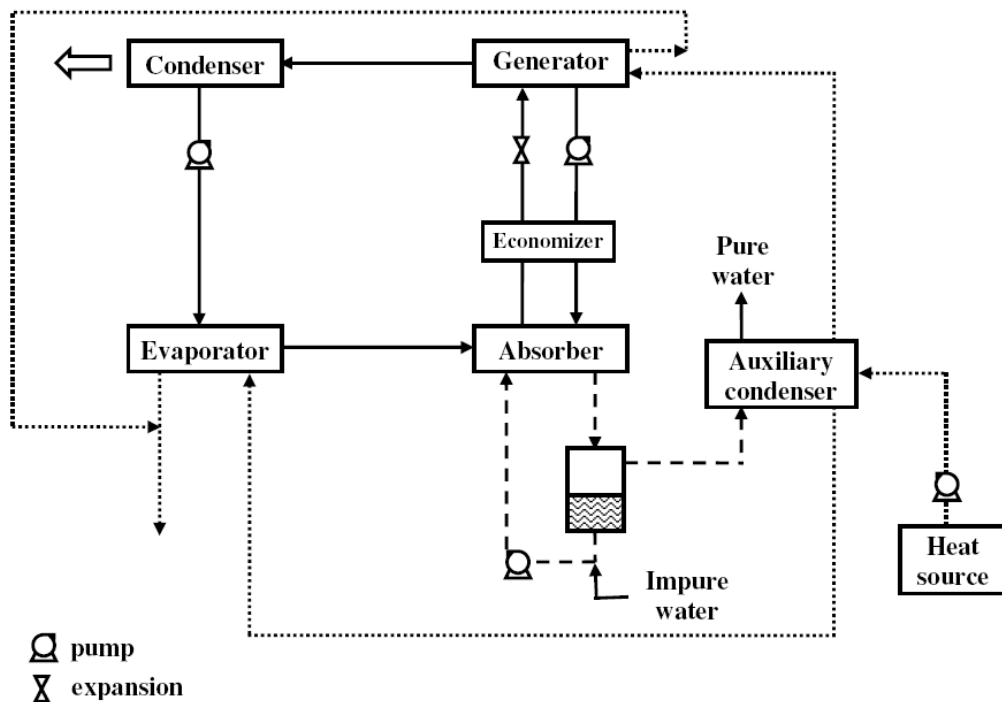 Condenser
Generator
Economizer
Pure
water
Evaporator
Absorber
Auxiliary
condenser
Heat
source
Impure
water
pump
expansion